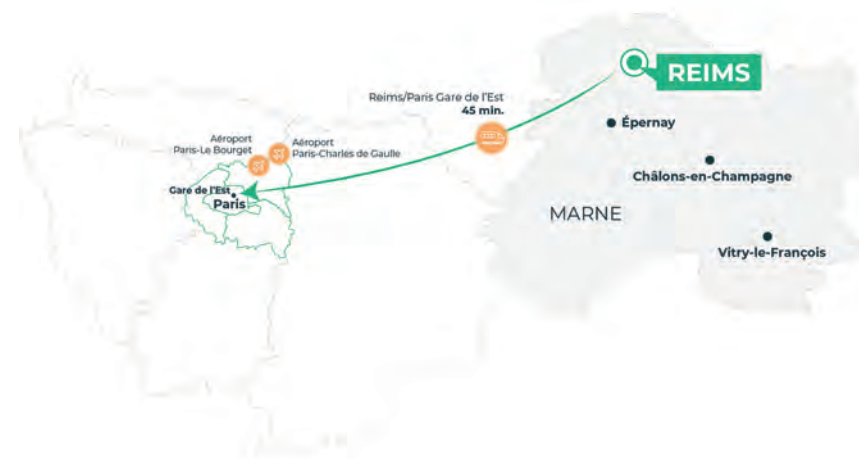 REIMS
Reims/Paris Gare de l'Est
45 min.
Épernay
Aéroport
Paris-Le Bourget
Aéroport
Paris-Charles de Gaulle
Châlons-en-Champagne
Gare de l'Est
Paris
MARNE
Vitry-le-François